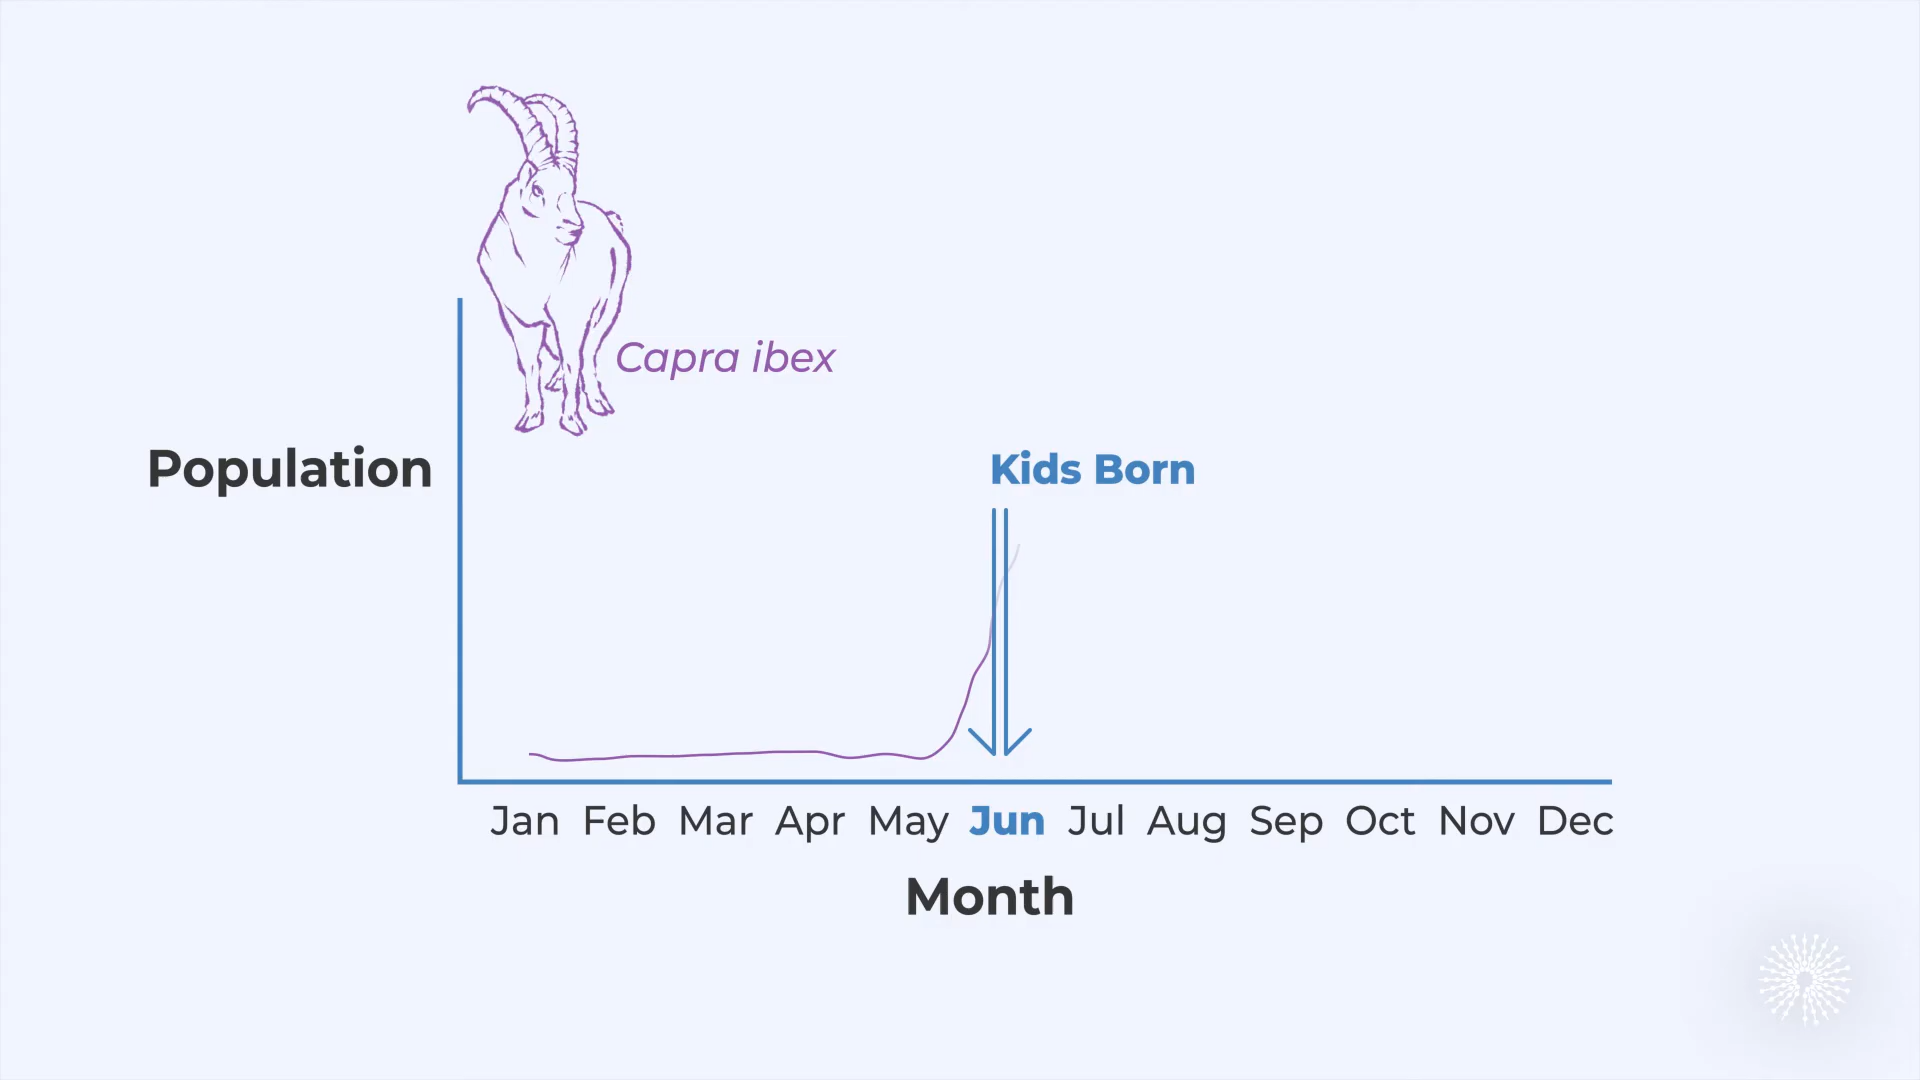 Capra ibex
Population
Kids Born
Jan Feb Mar Apr May Jun Jul Aug Sep Oct Nov Dec
Month